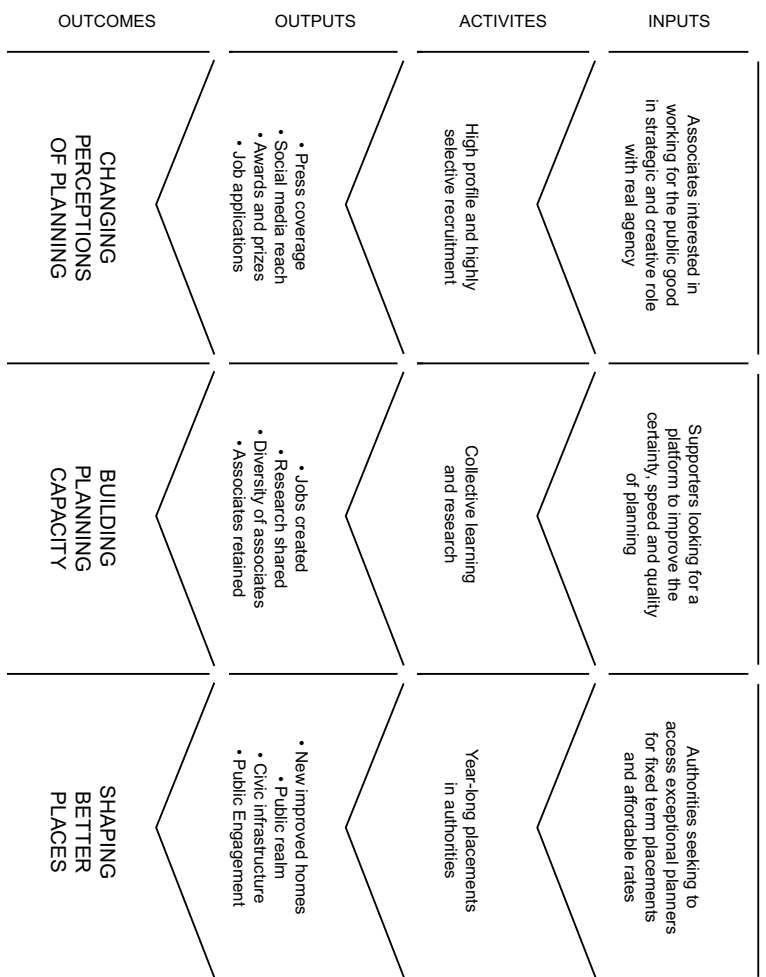 INPUTS
Associates interested in
working for the public good
in strategic and creative role
with real agency
Supporters looking for a
platform to improve the
certainty, speed and quality
of planning
Authorities seeking to
access exceptional planners
for fixed term placements
and affordable rates
ACTIVITES
High profile and highly
selective recruitment
Collective learning
and research
Year-long placements
in authorities
OUTPUTS
• Press coverage
• Social media reach
• Awards and prizes
• Job applications
• Jobs created
• Research shared
• Diversity of associates
• Associates retained
• New improved homes
• Public realm
• Civic infrastructure
• Public Engagement
OUTCOMES
CHANGING
PERCEPTIONS
OF PLANNING
BUILDING
PLANNING
CAPACITY
SHAPING
BETTER
PLACES